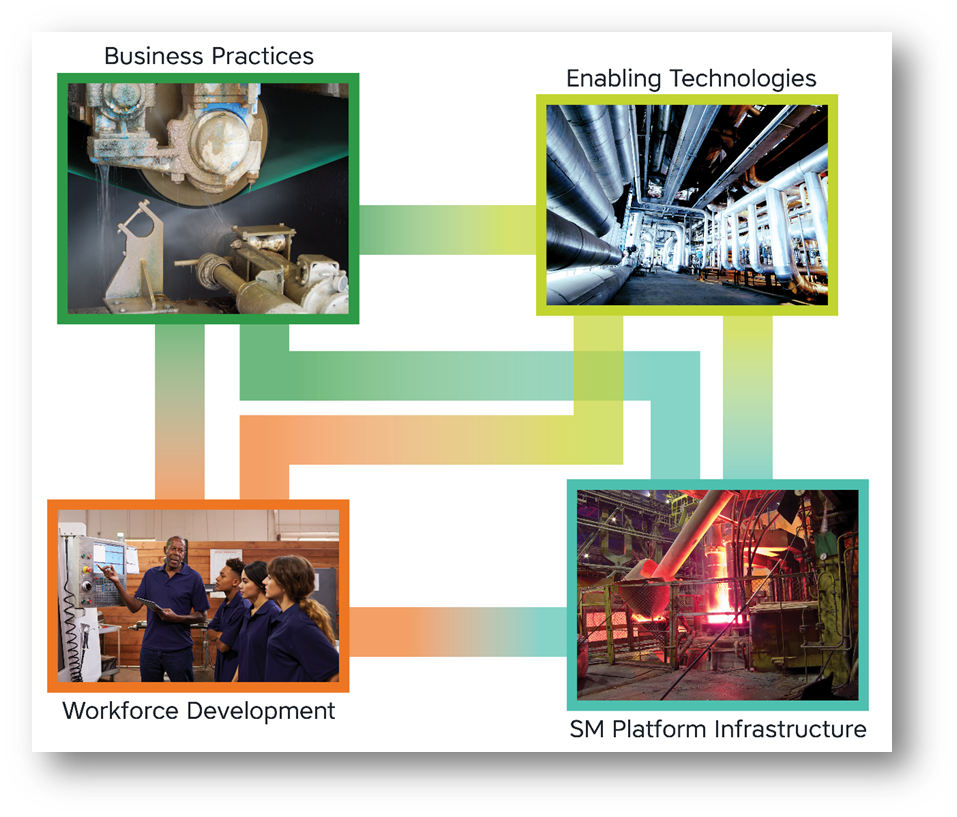 Business Practices
Enabling Technologies
Workforce Development
SM Platform Infrastructure